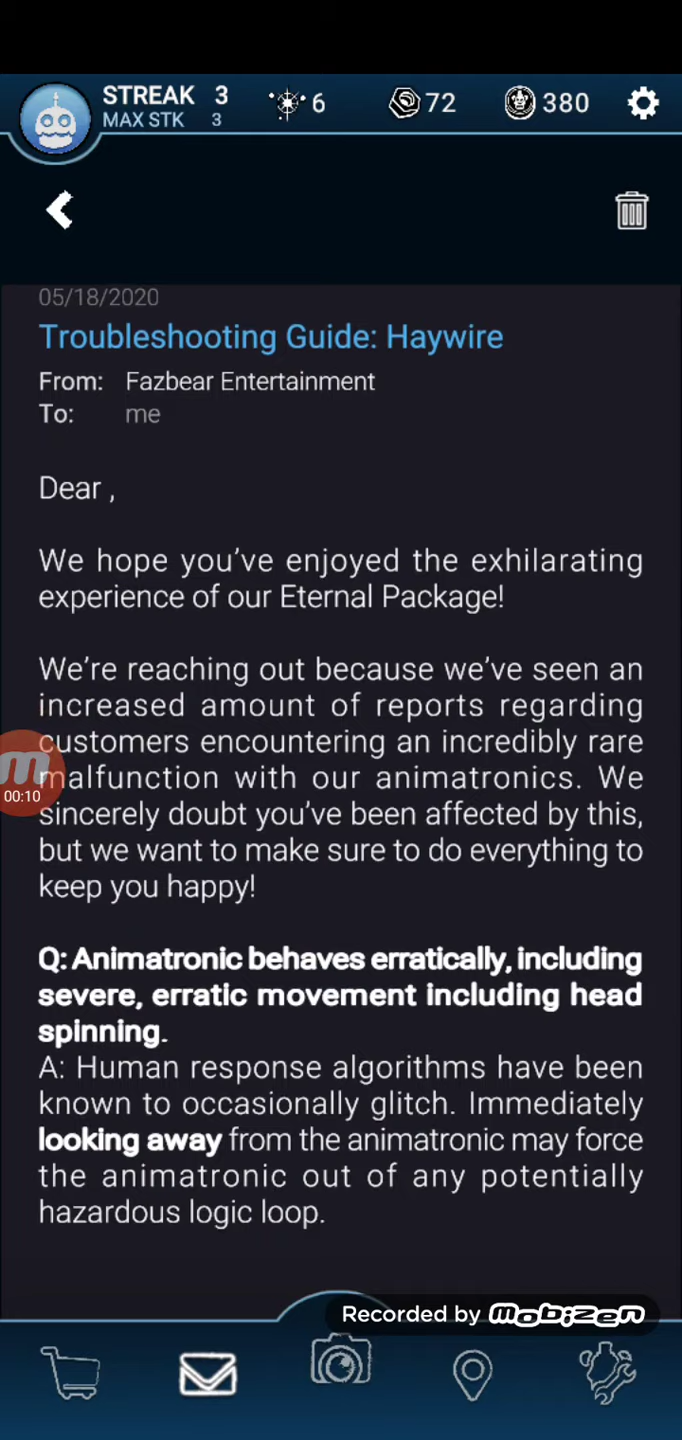 STREAK 3 6 72 380
MAX STK 3
05/18/2020
Troubleshooting Guide: Haywire
From: Fazbear Entertainment
To: me
Dear ,
We hope you've enjoyed the exhilarating
experience of our Eternal Package!
We're reaching out because we've seen an
increased amount of reports regarding
customers encountering an incredibly rare
malfunction with our animatronics. We
sincerely doubt you've been affected by this,
but we want to make sure to do everything to
keep you happy!
00:10
Q: Animatronic behaves erratically, including
severe, erratic movement including head
spinning.
A: Human response algorithms have been
known to occasionally glitch. Immediately
looking away from the animatronic may force
the animatronic out of any potentially
hazardous logic loop.
Recorded by mobizen